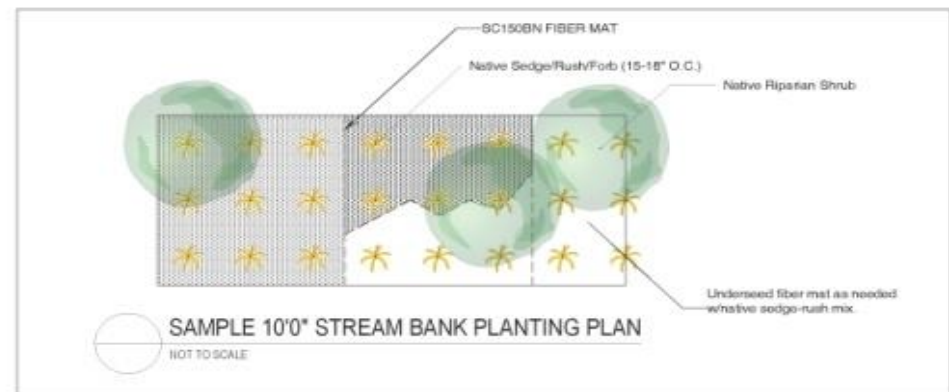 SC150BN FIBER MAT
Native Sedge/Rush/Forb (15-18" O.C.)
Native Riparian Shrub
Underseed fiber mat as needed
w/native sedge-rush mix.
SAMPLE 10'0" STREAM BANK PLANTING PLAN
NOT TO SCALE